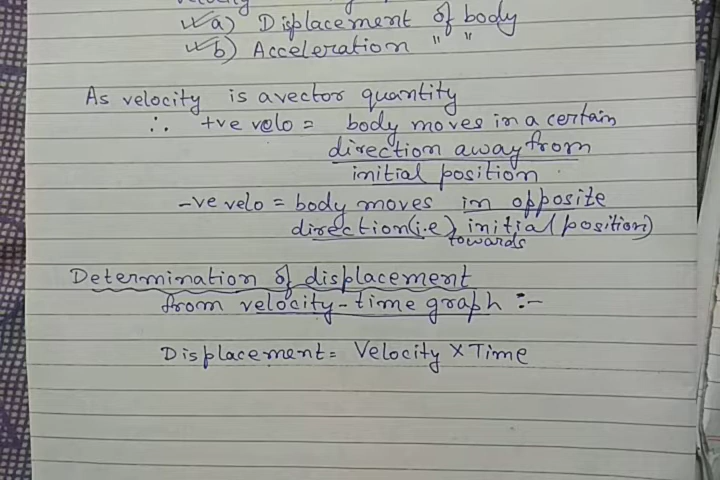 a) Displacement of body
b) Acceleration " "
As velocity is a vector quantity
∴ +ve velo = body moves in a certain
direction away from
initial position
-ve velo = body moves in opposite
direction (i.e) initial position)
towards
Determination of displacement
from velocity-time graph :-
Displacement = Velocity × Time